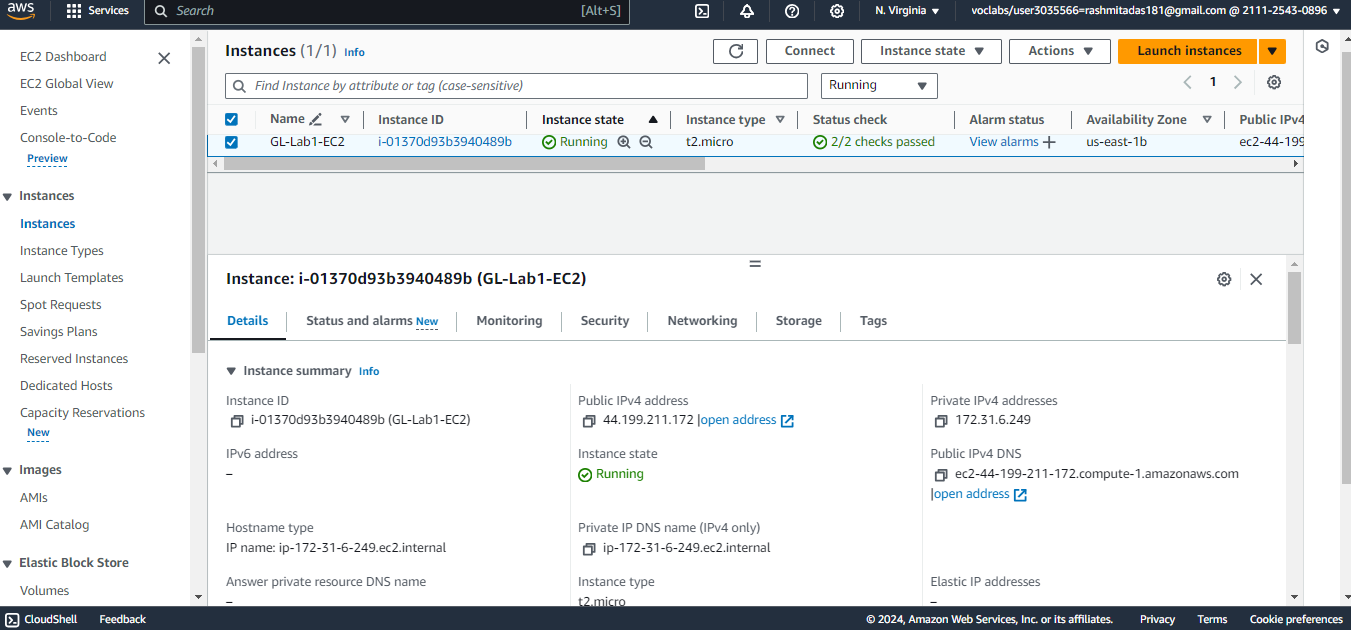 aws
Services
Search
[Alt+S]
N. Virginia
voclabs/user3035566=rashmitadas181@gmail.com @ 2111-2543-0896
EC2 Dashboard
EC2 Global View
Events
Console-to-Code
Preview
Instances
Instances
Instance Types
Launch Templates
Spot Requests
Savings Plans
Reserved Instances
Dedicated Hosts
Capacity Reservations
New
Images
AMIs
AMI Catalog
Elastic Block Store
Volumes
Instances (1/1) Info
Connect
Instance state
Actions
Launch instances
Find Instance by attribute or tag (case-sensitive)
Running
1
Name Instance ID Instance state Instance type Status check Alarm status Availability Zone Public IPv4
GL-Lab1-EC2 i-01370d93b3940489b Running t2.micro 2/2 checks passed View alarms us-east-1b ec2-44-199
Instance: i-01370d93b3940489b (GL-Lab1-EC2)
Details Status and alarms New Monitoring Security Networking Storage Tags
Instance summary Info
Instance ID
i-01370d93b3940489b (GL-Lab1-EC2)
Public IPv4 address
44.199.211.172 |open address
Private IPv4 addresses
172.31.6.249
IPv6 address
–
Instance state
Running
Public IPv4 DNS
ec2-44-199-211-172.compute-1.amazonaws.com
|open address
Hostname type
IP name: ip-172-31-6-249.ec2.internal
Private IP DNS name (IPv4 only)
ip-172-31-6-249.ec2.internal
Answer private resource DNS name
–
Instance type
t2.micro
Elastic IP addresses
–
CloudShell
Feedback
© 2024, Amazon Web Services, Inc. or its affiliates.
Privacy
Terms
Cookie preferences